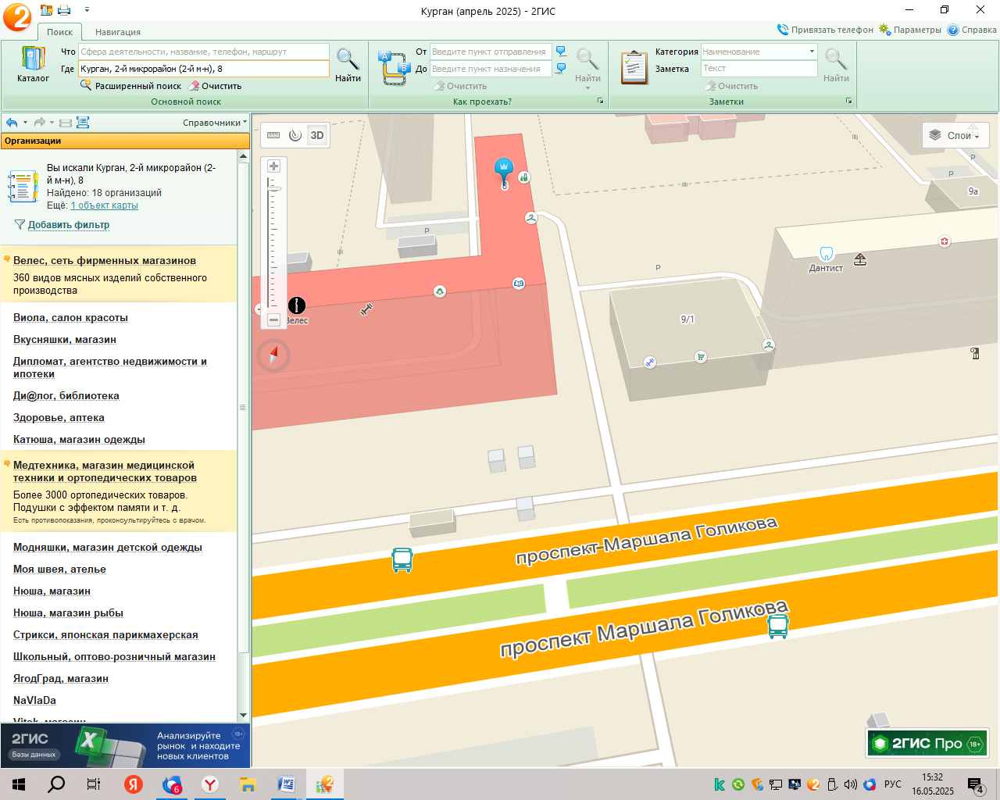 Курган (апрель 2025) - 2ГИС
Поиск
Навигация
Привязать телефон
Параметры
Справка
Каталог
Что
Сфера деятельности, название, телефон, маршрут
Где
Курган, 2-й микрорайон (2-й м-н), 8
Расширенный поиск
Очистить
Найти
Основной поиск
От
Введите пункт отправления
До
Введите пункт назначения
Очистить
Найти
Как проехать?
Категория
Наименование
Заметка
Текст
Очистить
Найти
Заметки
Справочники
Организации
Вы искали Курган, 2-й микрорайон (2-
й м-н), 8
Найдено: 18 организаций
Ещё: 1 объект карты
Добавить фильтр
Велес, сеть фирменных магазинов
360 видов мясных изделий собственного
производства
Виола, салон красоты
Вкусняшки, магазин
Дипломат, агентство недвижимости и
ипотеки
Ди@лог, библиотека
Здоровье, аптека
Катюша, магазин одежды
Медтехника, магазин медицинской
техники и ортопедических товаров
Более 3000 ортопедических товаров.
Подушки с эффектом памяти и т. д.
Есть противопоказания, проконсультируйтесь с врачом.
Модняшки, магазин детской одежды
Моя швея, ателье
Нюша, магазин
Нюша, магазин рыбы
Стрикси, японская парикмахерская
Школьный, оптово-розничный магазин
ЯгодГрад, магазин
NaVlaDa
Vitek, магазин
2ГИС
Базы данных
Анализируйте
рынок и находите
новых клиентов
18+
3D
Слои
8
P
P
P
P
9а
Дантист
9/1
Велес
проспект Маршала Голикова
проспект Маршала Голикова
2ГИС Про
18+
6
РУС
15:32
16.05.2025
4